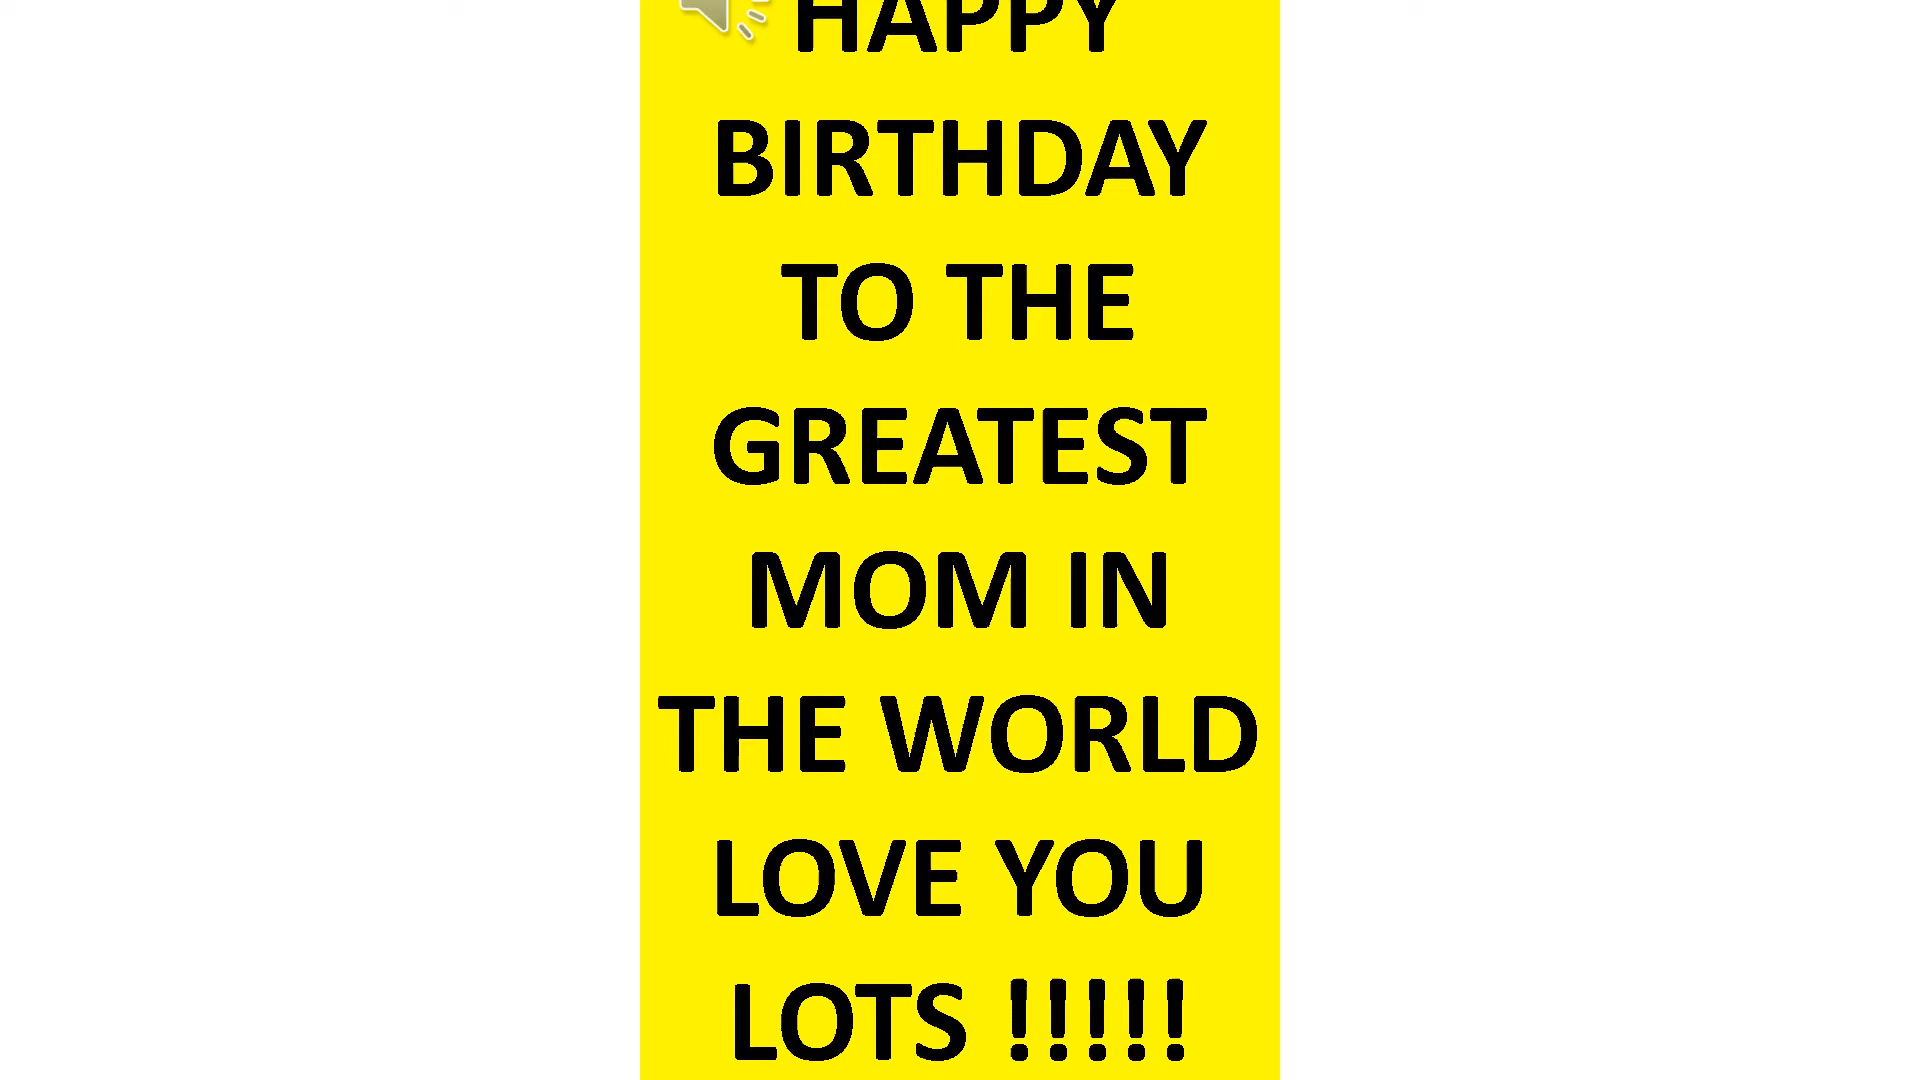 HAPPY
BIRTHDAY
TO THE
GREATEST
MOM IN
THE WORLD
LOVE YOU
LOTS !!!!!